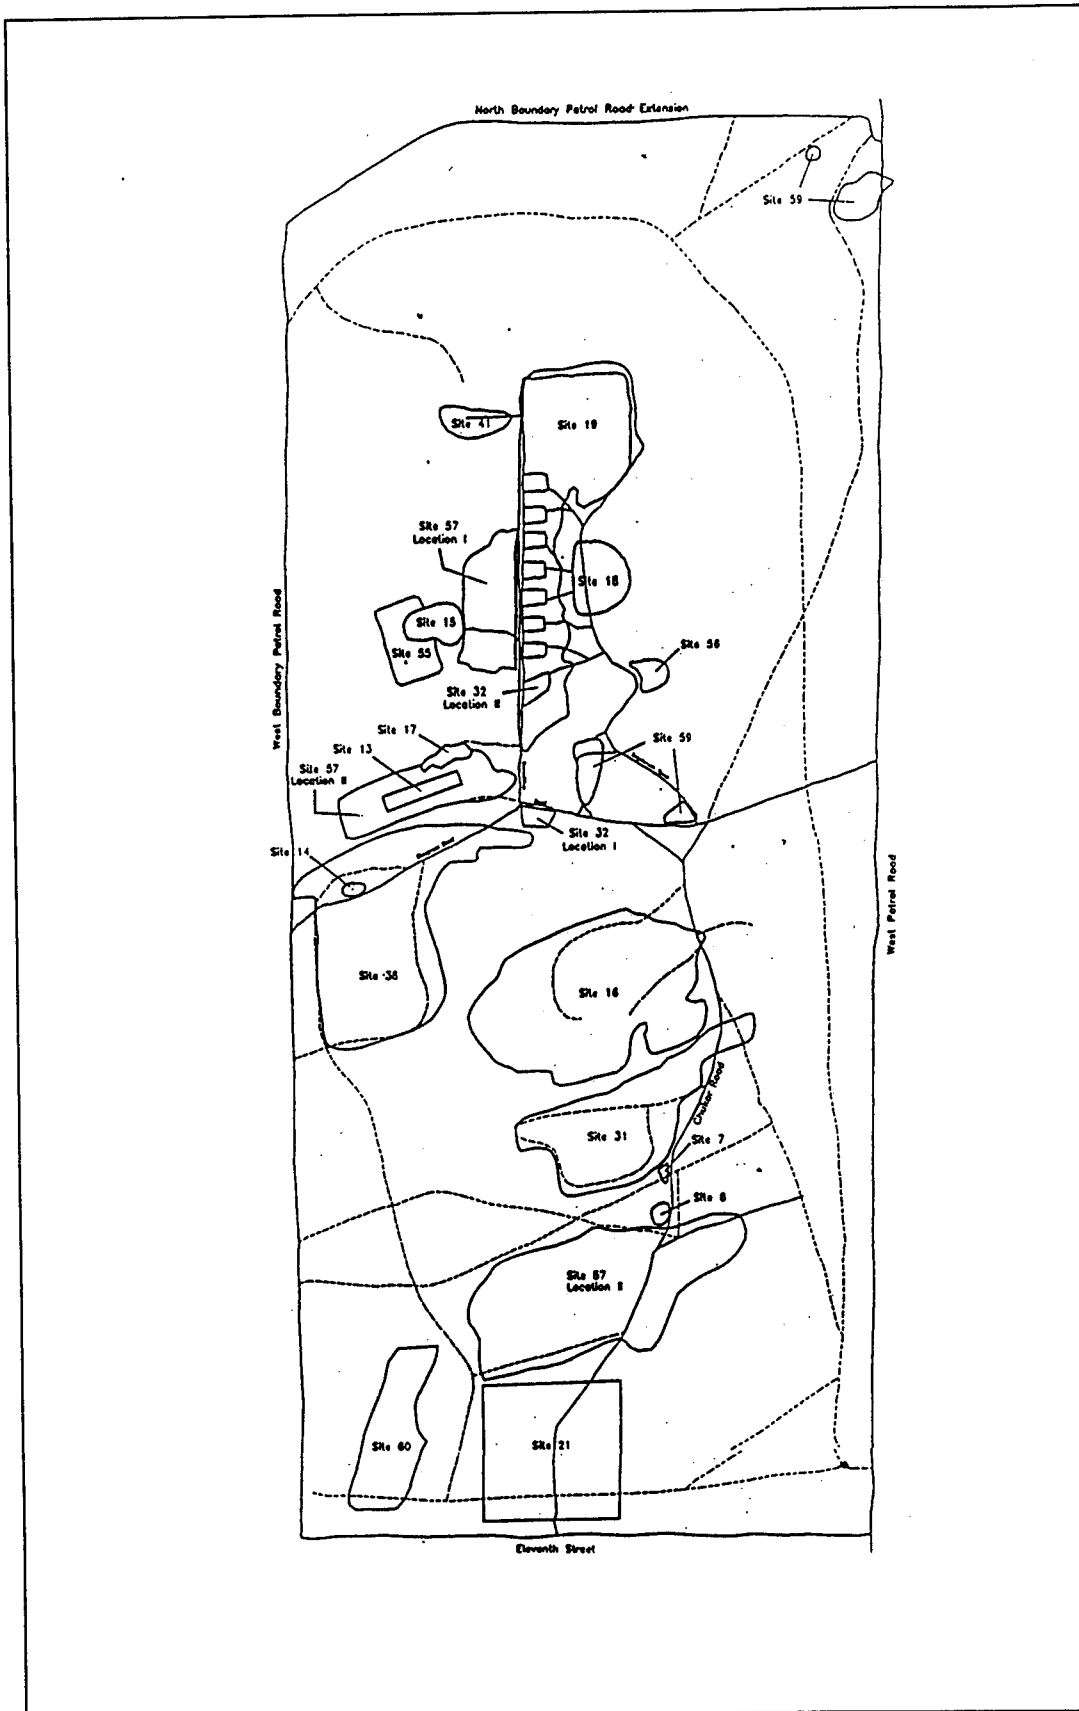 North Boundary Patrol Road Extension
Site 59
Site 41
Site 19
Site 57
Location I
Site 18
Site 15
Site 55
Site 56
Site 32
Location II
West Boundary Patrol Road
Site 17
Site 13
Site 59
Site 57
Location II
Road
Site 32
Location I
Site 14
West Patrol Road
Site 38
Site 16
Chukar Road
Site 31
Site 7
Site 8
Site 57
Location II
Site 60
Site 21
Eleventh Street